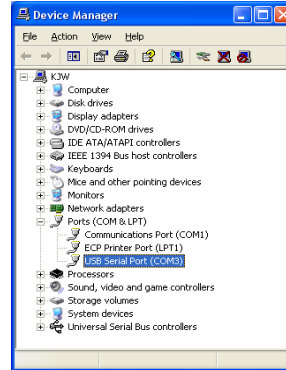 Device Manager
File Action View Help
KJW
Computer
Disk drives
Display adapters
DVD/CD-ROM drives
IDE ATA/ATAPI controllers
IEEE 1394 Bus host controllers
Keyboards
Mice and other pointing devices
Monitors
Network adapters
Ports (COM & LPT)
Communications Port (COM1)
ECP Printer Port (LPT1)
USB Serial Port (COM3)
Processors
Sound, video and game controllers
Storage volumes
System devices
Universal Serial Bus controllers